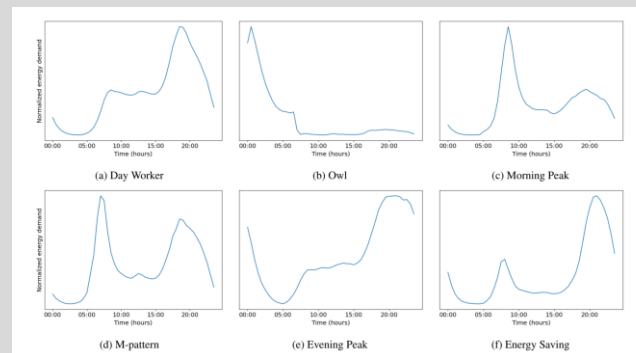 Normalized energy demand
00:00 05:00 10:00 15:00 20:00
Time (hours)
(a) Day Worker
00:00 05:00 10:00 15:00 20:00
Time (hours)
(b) Owl
00:00 05:00 10:00 15:00 20:00
Time (hours)
(c) Morning Peak
Normalized energy demand
00:00 05:00 10:00 15:00 20:00
Time (hours)
(d) M-pattern
00:00 05:00 10:00 15:00 20:00
Time (hours)
(e) Evening Peak
00:00 05:00 10:00 15:00 20:00
Time (hours)
(f) Energy Saving